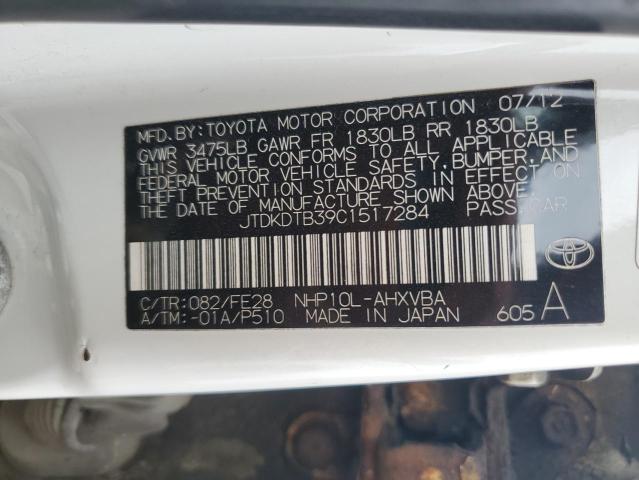 MFD. BY: TOYOTA MOTOR CORPORATION 07/12
GVWR 3475LB GAWR FR 1830LB RR 1830LB
THIS VEHICLE CONFORMS TO ALL APPLICABLE
FEDERAL MOTOR VEHICLE SAFETY, BUMPER, AND
THEFT PREVENTION STANDARDS IN EFFECT ON
THE DATE OF MANUFACTURE SHOWN ABOVE.
JTDKDTB39C1517284 PASS. CAR
C/TR: 082/FE28 NHP10L-AHXVBA
A/TM: -01A/P510 MADE IN JAPAN 605 A